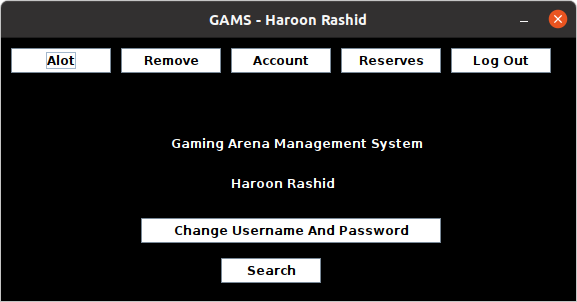 GAMS - Haroon Rashid
Alot Remove Account Reserves Log Out
Gaming Arena Management System
Haroon Rashid
Change Username And Password
Search